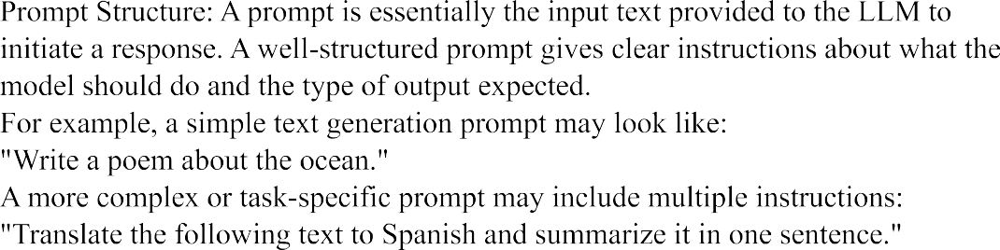 Prompt Structure: A prompt is essentially the input text provided to the LLM to
initiate a response. A well-structured prompt gives clear instructions about what the
model should do and the type of output expected.
For example, a simple text generation prompt may look like:
"Write a poem about the ocean."
A more complex or task-specific prompt may include multiple instructions:
"Translate the following text to Spanish and summarize it in one sentence."